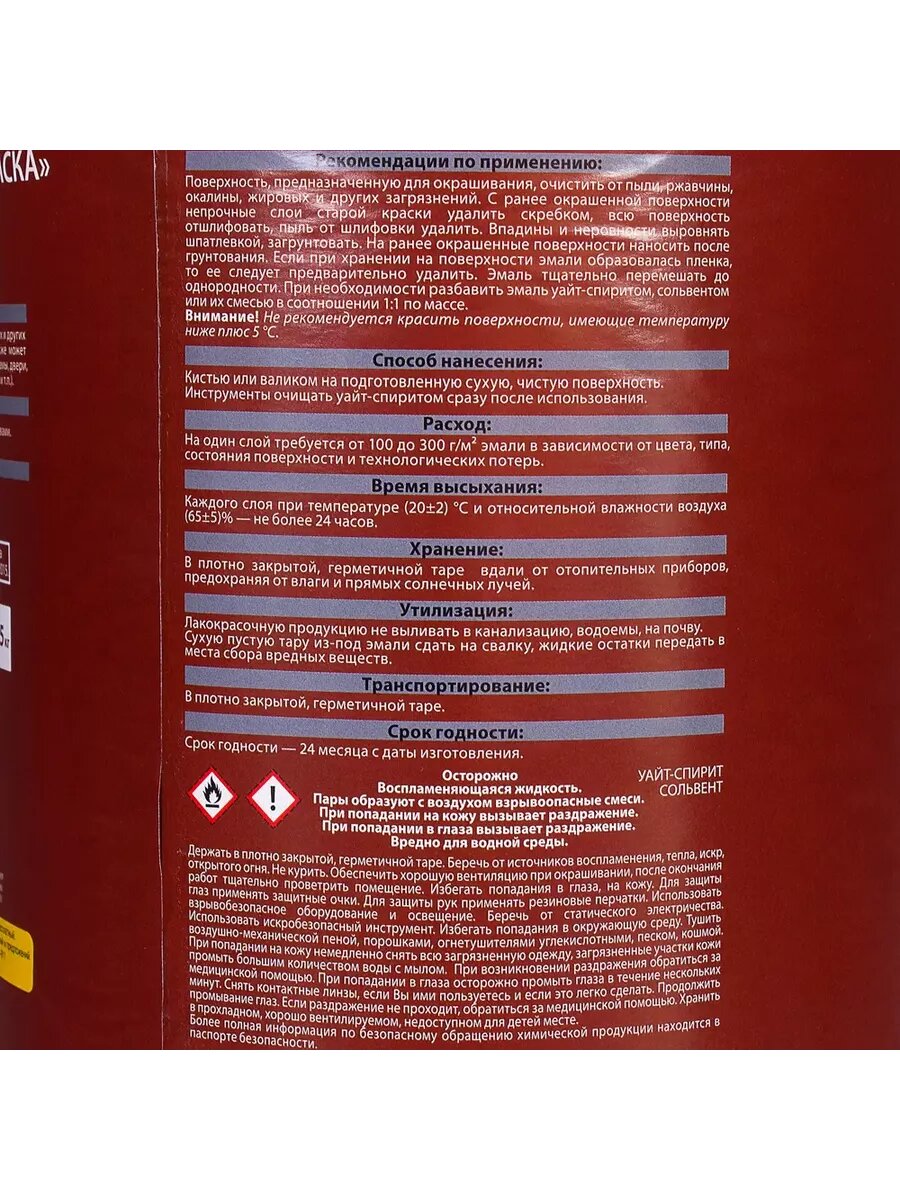 СКА»
Рекомендации по применению:
Поверхность, предназначенную для окрашивания, очистить от пыли, ржавчины,
окалины, жировых и других загрязнений. С ранее окрашенной поверхности
непрочные слои старой краски удалить скребком, всю поверхность
отшлифовать, пыль от шлифовки удалить. Впадины и неровности выровнять
шпатлевкой, загрунтовать. На ранее окрашенные поверхности наносить после
грунтования. Если при хранении на поверхности эмали образовалась пленка,
то ее следует предварительно удалить. Эмаль тщательно перемешать до
однородности. При необходимости разбавить эмаль уайт-спиритом, сольвентом
или их смесью в соотношении 1:1 по массе.
Внимание! Не рекомендуется красить поверхности, имеющие температуру
ниже плюс 5 °С.
Способ нанесения:
Кистью или валиком на подготовленную сухую, чистую поверхность.
Инструменты очищать уайт-спиритом сразу после использования.
Расход:
На один слой требуется от 100 до 300 г/м² эмали в зависимости от цвета, типа,
состояния поверхности и технологических потерь.
Время высыхания:
Каждого слоя при температуре (20±2) °С и относительной влажности воздуха
(65±5)% — не более 24 часов.
Хранение:
В плотно закрытой, герметичной таре вдали от отопительных приборов,
предохраняя от влаги и прямых солнечных лучей.
Утилизация:
Лакокрасочную продукцию не выливать в канализацию, водоемы, на почву.
Сухую пустую тару из-под эмали сдать на свалку, жидкие остатки передать в
места сбора вредных веществ.
Транспортирование:
В плотно закрытой, герметичной таре.
Срок годности:
Срок годности — 24 месяца с даты изготовления.
Осторожно
Воспламеняющаяся жидкость.
Пары образуют с воздухом взрывоопасные смеси.
При попадании на кожу вызывает раздражение.
При попадании в глаза вызывает раздражение.
Вредно для водной среды.
УАЙТ-СПИРИТ
СОЛЬВЕНТ
Держать в плотно закрытой, герметичной таре. Беречь от источников воспламенения, тепла, искр,
открытого огня. Не курить. Обеспечить хорошую вентиляцию при окрашивании, после окончания
работ тщательно проветрить помещение. Избегать попадания в глаза, на кожу. Для защиты
глаз применять защитные очки. Для защиты рук применять резиновые перчатки. Использовать
взрывобезопасное оборудование и освещение. Беречь от статического электричества.
Использовать искробезопасный инструмент. Избегать попадания в окружающую среду. Тушить
воздушно-механической пеной, порошками, огнетушителями углекислотными, песком, кошмой.
При попадании на кожу немедленно снять всю загрязненную одежду, загрязненные участки кожи
промыть большим количеством воды с мылом. При возникновении раздражения обратиться за
медицинской помощью. При попадании в глаза осторожно промыть глаза в течение нескольких
минут. Снять контактные линзы, если Вы ими пользуетесь и если это легко сделать. Продолжить
промывание глаз. Если раздражение не проходит, обратиться за медицинской помощью. Хранить
в прохладном, хорошо вентилируемом, недоступном для детей месте.
Более полная информация по безопасному обращению химической продукции находится в
паспорте безопасности.
и других
же может
двери,
и т.п.).
2015
5 кг